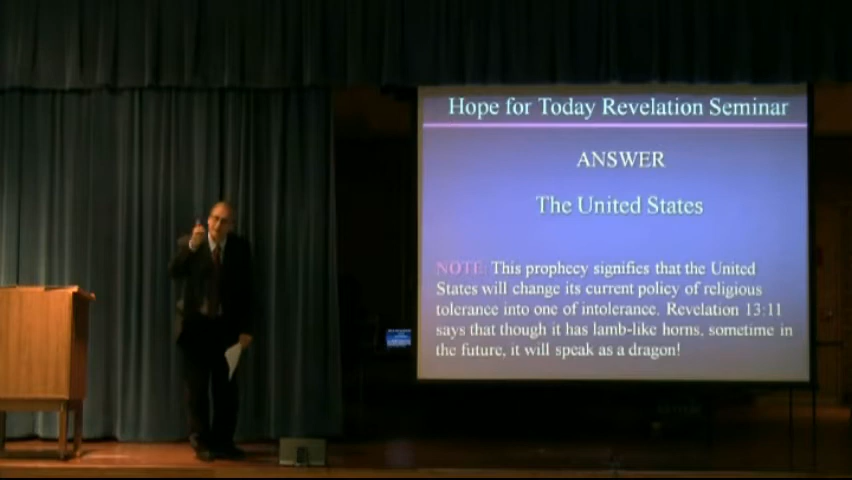 Hope for Today Revelation Seminar
ANSWER
The United States
NOTE: This prophecy signifies that the United
States will change its current policy of religious
tolerance into one of intolerance. Revelation 13:11
says that though it has lamb-like horns, sometime in
the future, it will speak as a dragon!